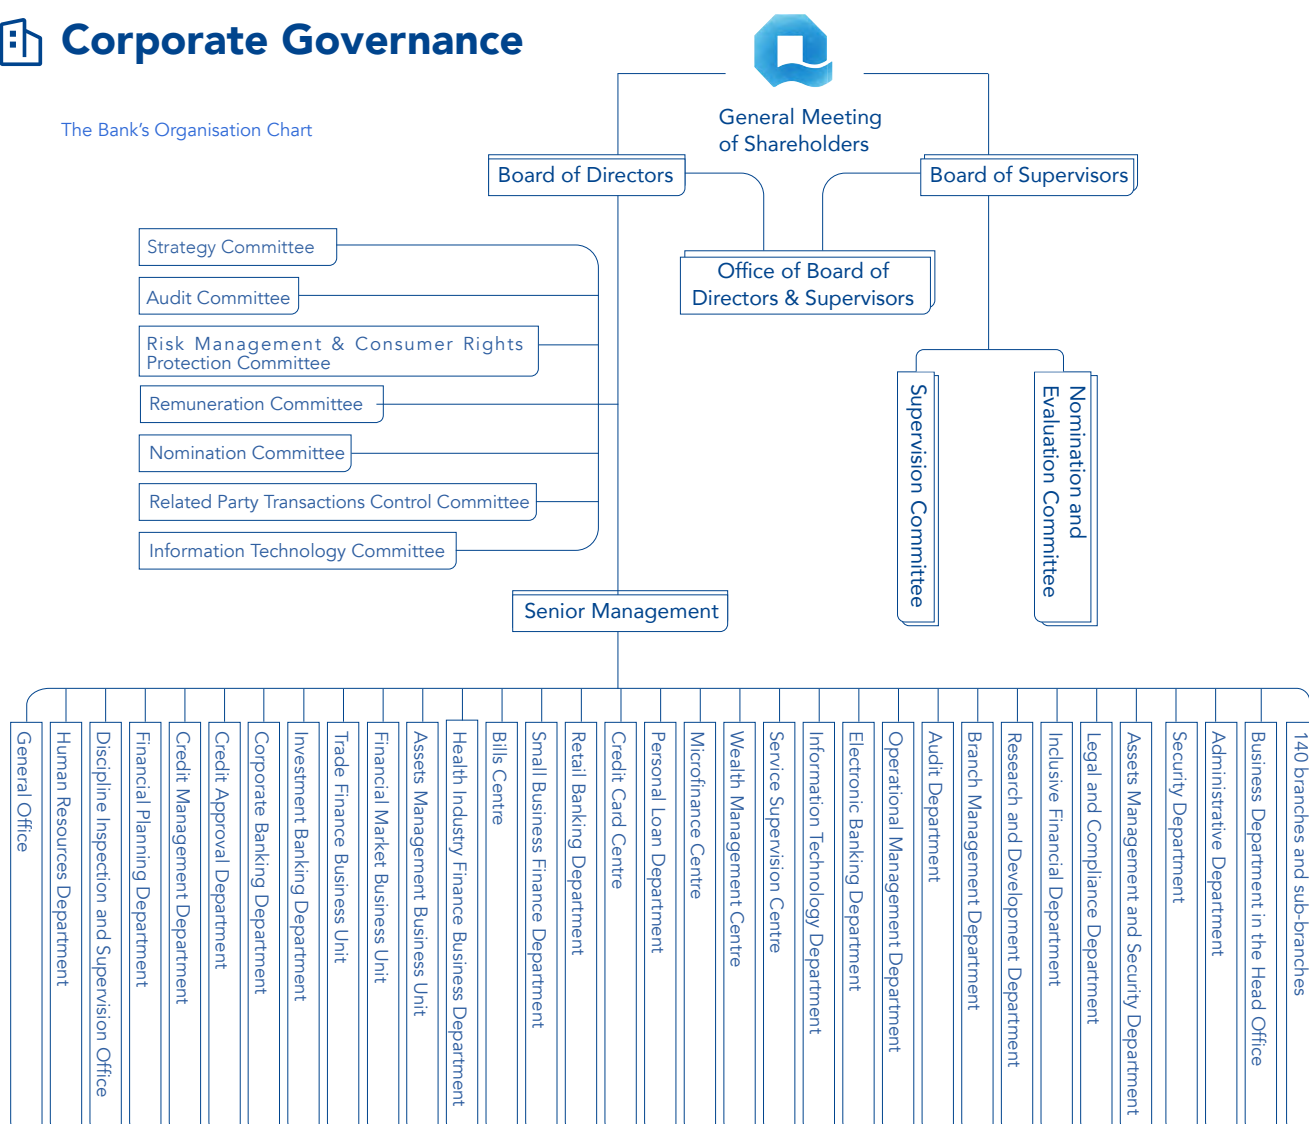 Corporate Governance
The Bank's Organisation Chart
General Meeting
of Shareholders
Board of Directors
Board of Supervisors
Office of Board of
Directors & Supervisors
Strategy Committee
Audit Committee
Risk Management & Consumer Rights
Protection Committee
Remuneration Committee
Nomination Committee
Related Party Transactions Control Committee
Information Technology Committee
Supervision Committee
Nomination and
Evaluation Committee
Senior Management
General Office
Human Resources Department
Discipline Inspection and Supervision Office
Financial Planning Department
Credit Management Department
Credit Approval Department
Corporate Banking Department
Investment Banking Department
Trade Finance Business Unit
Financial Market Business Unit
Assets Management Business Unit
Health Industry Finance Business Department
Bills Centre
Small Business Finance Department
Retail Banking Department
Credit Card Centre
Personal Loan Department
Microfinance Centre
Wealth Management Centre
Service Supervision Centre
Information Technology Department
Electronic Banking Department
Operational Management Department
Audit Department
Branch Management Department
Research and Development Department
Inclusive Financial Department
Legal and Compliance Department
Assets Management and Security Department
Security Department
Administrative Department
Business Department in the Head Office
140 branches and sub-branches